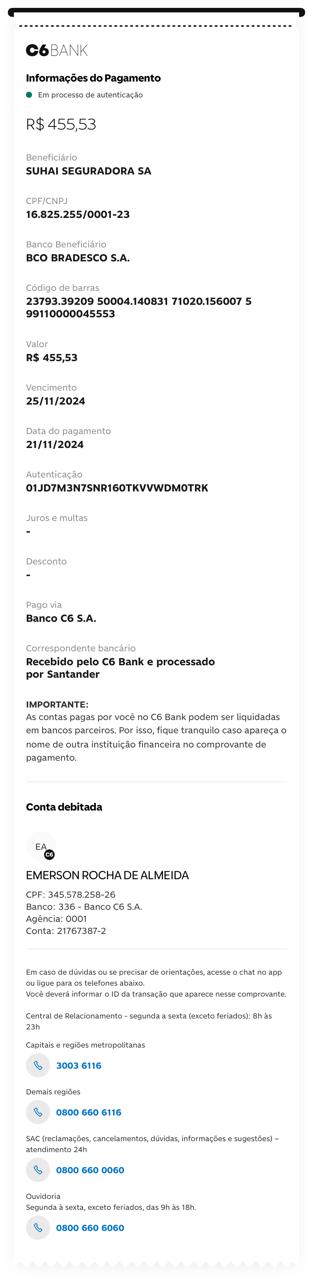 C6BANK
Informações do Pagamento
Em processo de autenticação
R$ 455,53
Beneficiário
SUHAI SEGURADORA SA
CPF/CNPJ
16.825.255/0001-23
Banco Beneficiário
BCO BRADESCO S.A.
Código de barras
23793.39209 50004.140831 71020.156007 5
99110000045553
Valor
R$ 455,53
Vencimento
25/11/2024
Data do pagamento
21/11/2024
Autenticação
01JD7M3N7SNR160TKVVWDM0TRK
Juros e multas
-
Desconto
-
Pago via
Banco C6 S.A.
Correspondente bancário
Recebido pelo C6 Bank e processado
por Santander
IMPORTANTE:
As contas pagas por você no C6 Bank podem ser liquidadas
em bancos parceiros. Por isso, fique tranquilo caso apareça o
nome de outra instituição financeira no comprovante de
pagamento.
Conta debitada
EA
C6
EMERSON ROCHA DE ALMEIDA
CPF: 345.578.258-26
Banco: 336 - Banco C6 S.A.
Agência: 0001
Conta: 21767387-2
Em caso de dúvidas ou se precisar de orientações, acesse o chat no app
ou ligue para os telefones abaixo.
Você deverá informar o ID da transação que aparece nesse comprovante.
Central de Relacionamento - segunda a sexta (exceto feriados): 8h às
23h
Capitais e regiões metropolitanas
3003 6116
Demais regiões
0800 660 6116
SAC (reclamações, cancelamentos, dúvidas, informações e sugestões) –
atendimento 24h
0800 660 0060
Ouvidoria
Segunda à sexta, exceto feriados, das 9h às 18h.
0800 660 6060